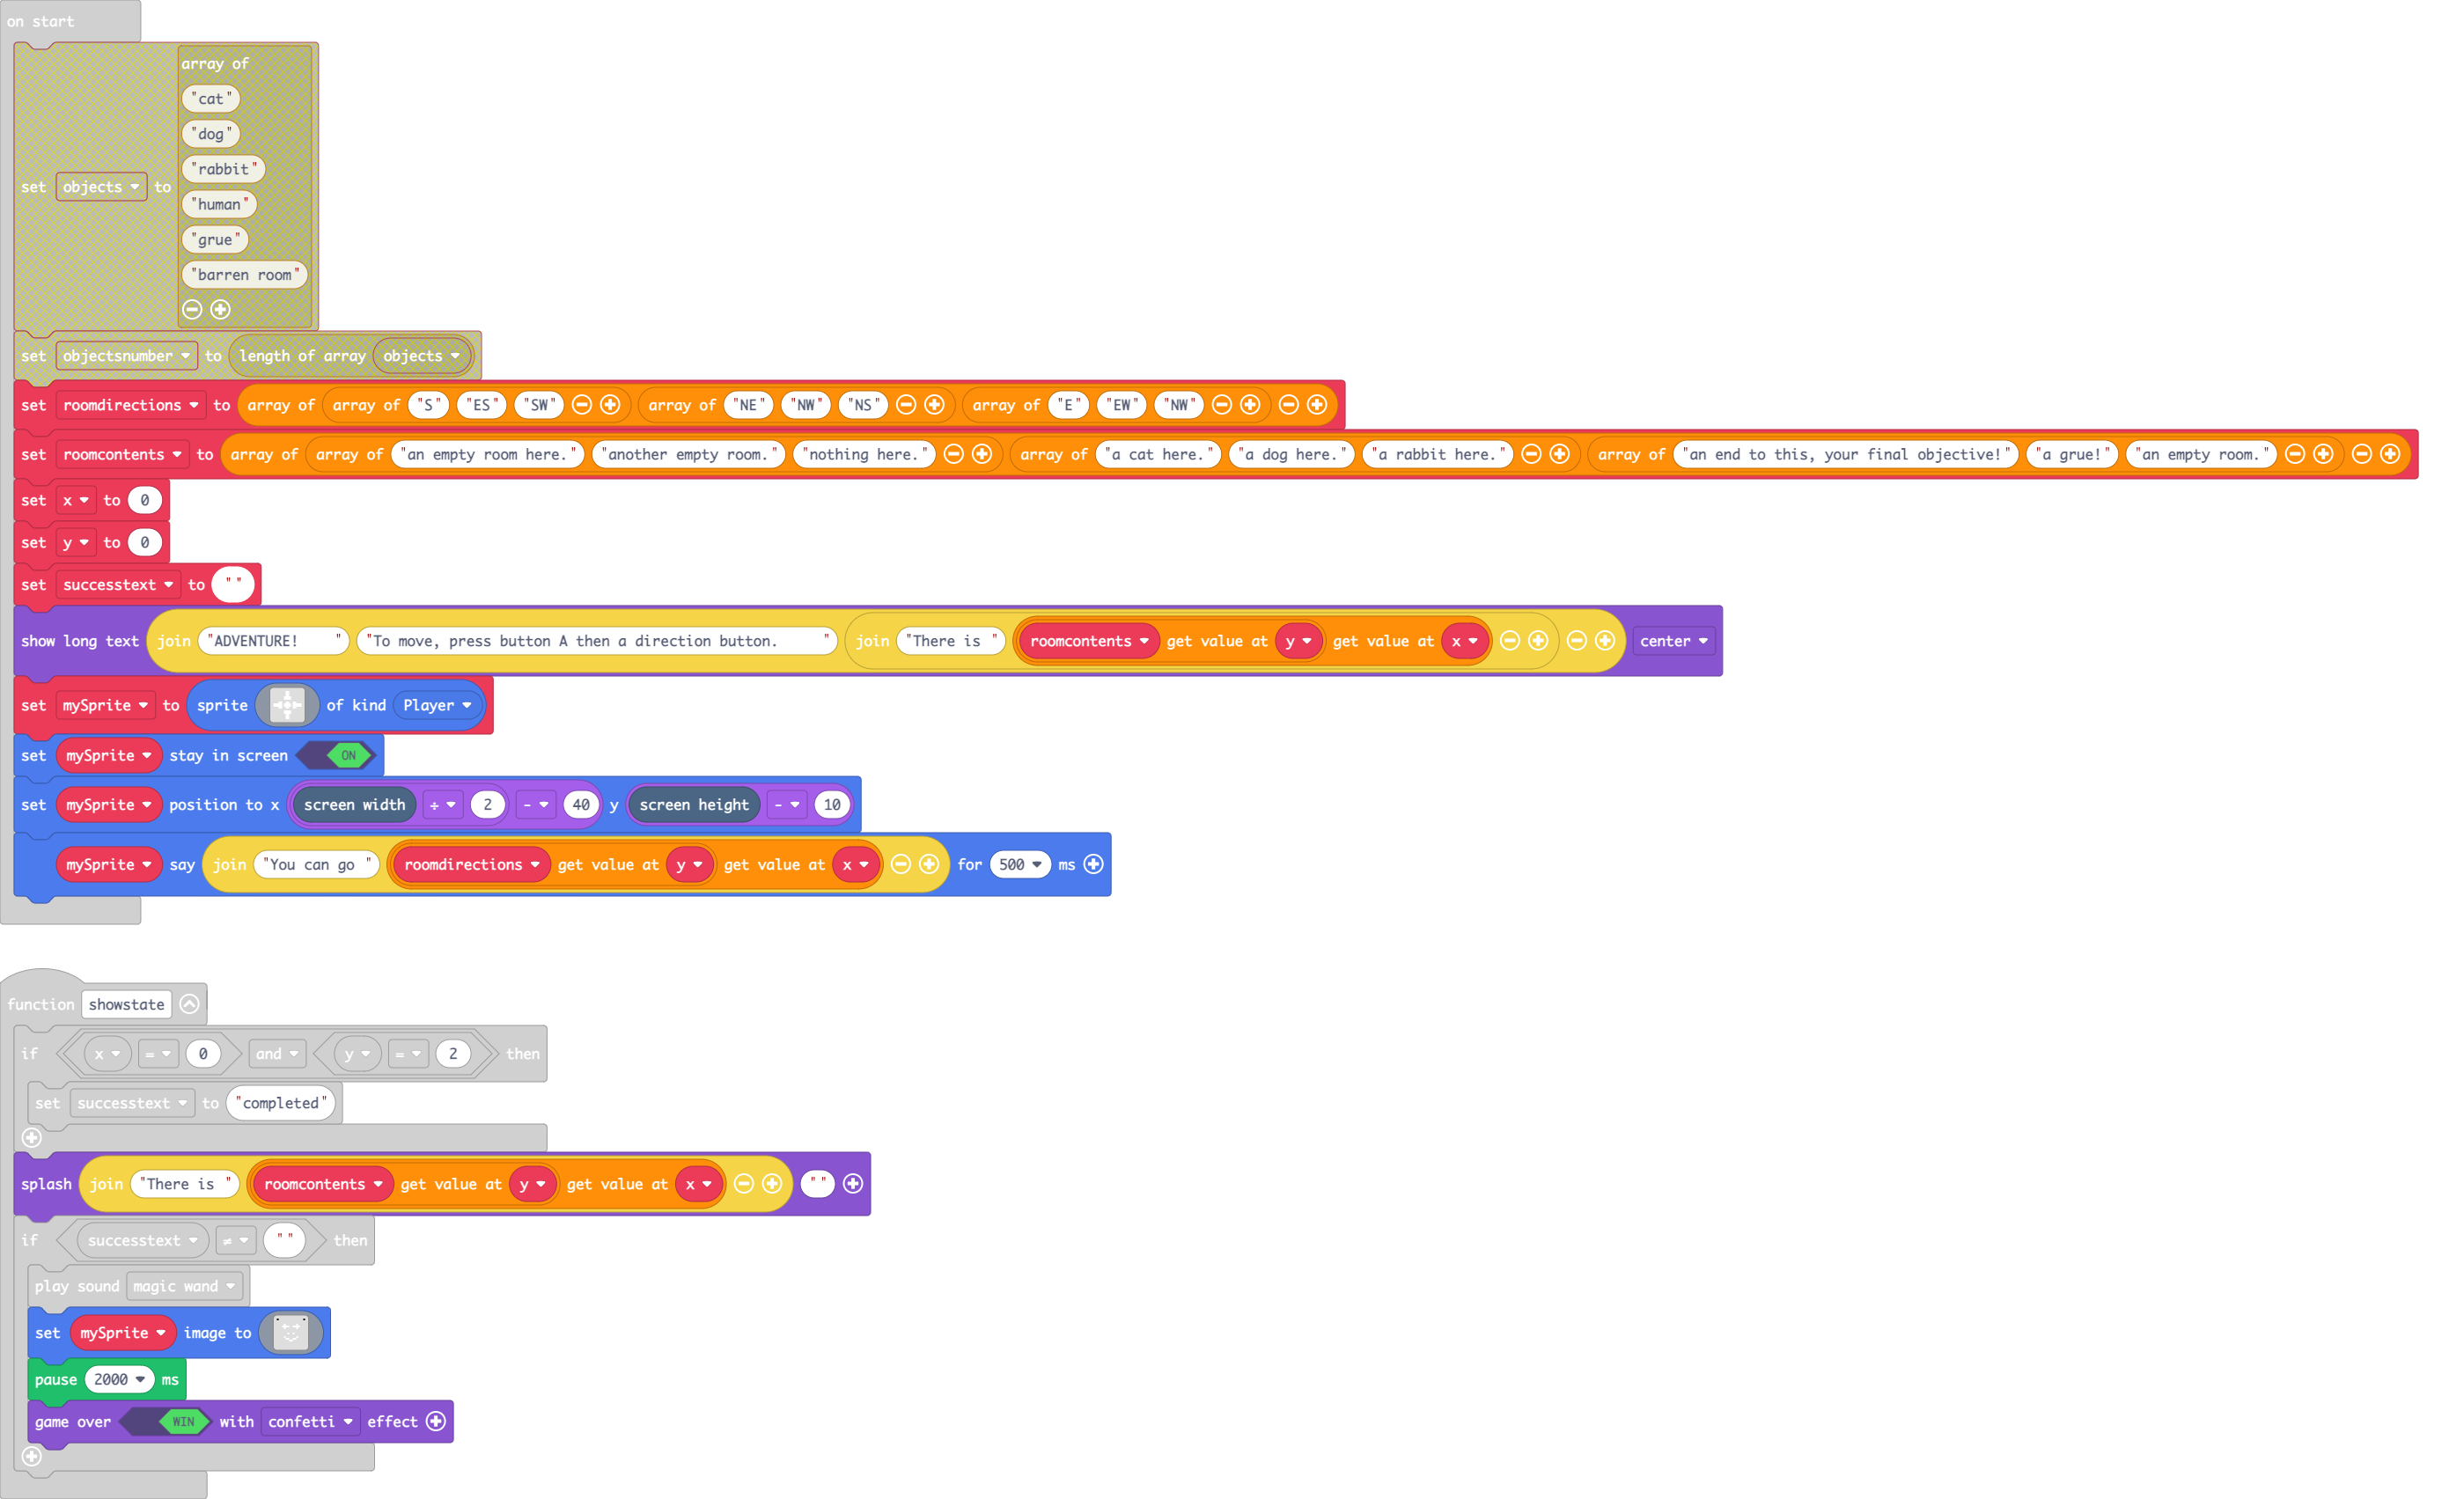 on start
array of
"cat"
"dog"
"rabbit"
set objects to
"human"
"grue"
"barren room"
set objectsnumber to length of array objects
set roomdirections to array of array of "S" "ES" "SW" array of "NE" "NW" "NS" array of "E" "EW" "NW"
set roomcontents to array of array of "an empty room here." "another empty room." "nothing here." array of "a cat here." "a dog here." "a rabbit here." array of "an end to this, your final objective!" "a grue!" "an empty room."
set x to 0
set y to 0
set successtext to " "
show long text join "ADVENTURE! " "To move, press button A then a direction button. " join "There is " roomcontents get value at y get value at x center
set mySprite to sprite of kind Player
set mySprite stay in screen ON
set mySprite position to x screen width ÷ 2 - 40 y screen height - 10
mySprite say join "You can go " roomdirections get value at y get value at x for 500 ms
function showstate
if x = 0 and y = 2 then
set successtext to "completed"
splash join "There is " roomcontents get value at y get value at x " "
if successtext ≠ " " then
play sound magic wand
set mySprite image to
pause 2000 ms
game over WIN with confetti effect